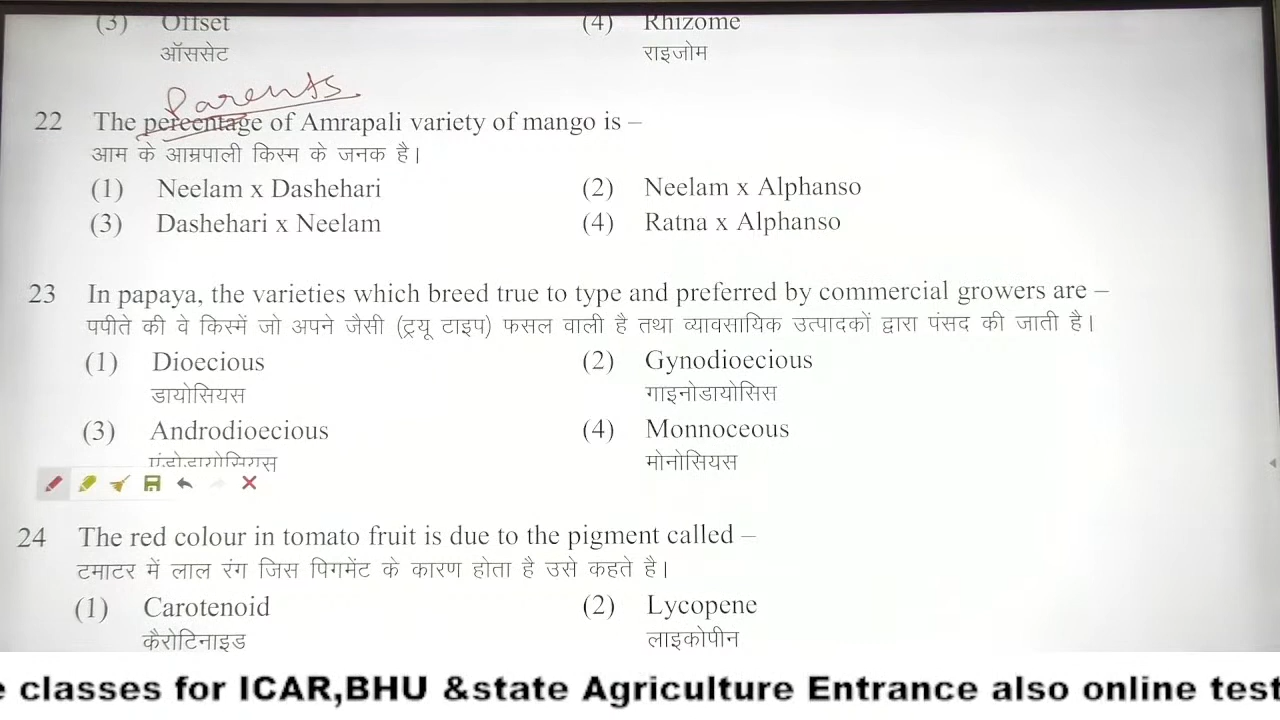 (3) Offset (4) Rhizome
ऑससेट राइजोम
Parents
22 The percentage of Amrapali variety of mango is –
आम के आम्रपाली किस्म के जनक है।
(1) Neelam x Dashehari (2) Neelam x Alphanso
(3) Dashehari x Neelam (4) Ratna x Alphanso
23 In papaya, the varieties which breed true to type and preferred by commercial growers are –
पपीते की वे किस्में जो अपने जैसी (ट्रयू टाइप) फसल वाली है तथा व्यावसायिक उत्पादकों द्वारा पंसद की जाती है।
(1) Dioecious (2) Gynodioecious
डायोसियस गाइनोडायोसिस
(3) Androdioecious (4) Monnoceous
मोनोसियस
24 The red colour in tomato fruit is due to the pigment called –
टमाटर में लाल रंग जिस पिगमेंट के कारण होता है उसे कहते है।
(1) Carotenoid (2) Lycopene
कैरोटिनाइड लाइकोपीन
classes for ICAR,BHU &state Agriculture Entrance also online test